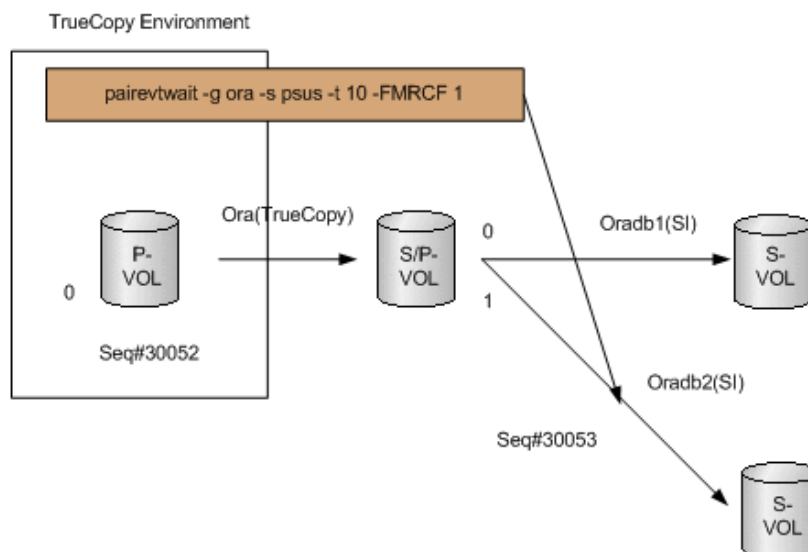 TrueCopy Environment
pairevtwait -g ora -s psus -t 10 -FMRCF 1
Ora(TrueCopy)
P-
VOL
0
Seq#30052
S/P-
VOL
0
1
Oradb1(SI)
S-
VOL
Oradb2(SI)
Seq#30053
S-
VOL